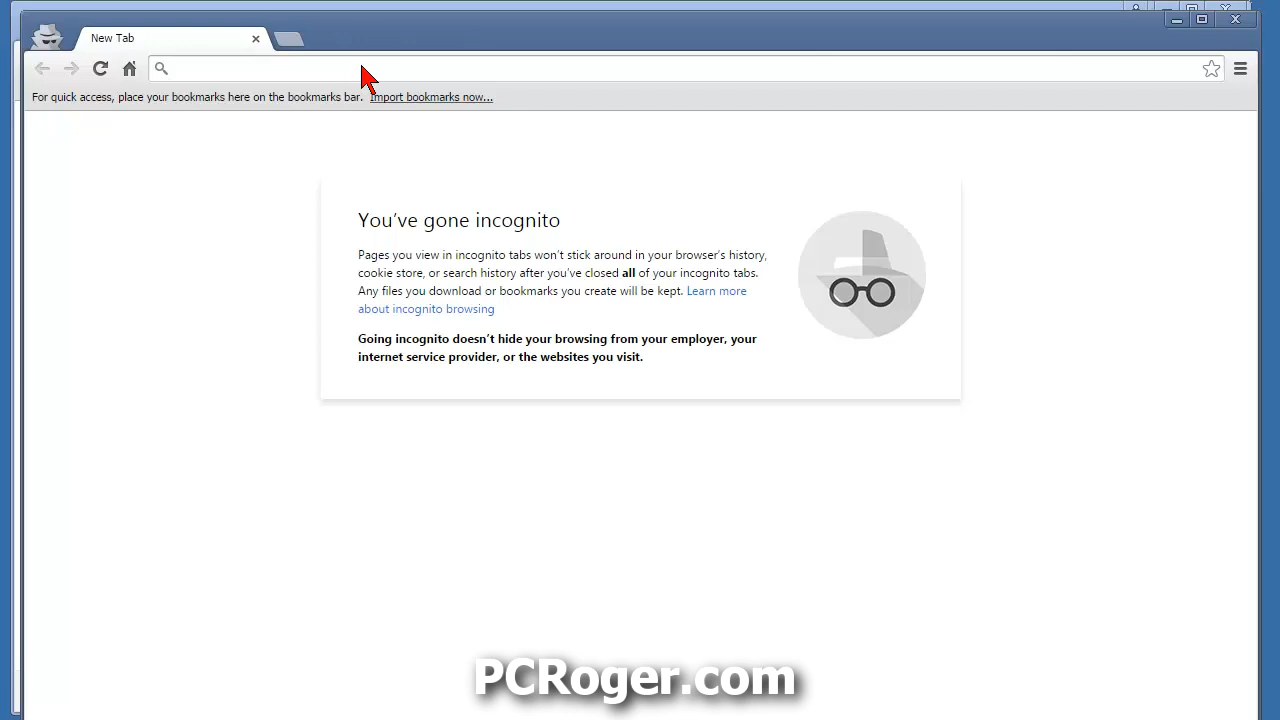 New Tab
For quick access, place your bookmarks here on the bookmarks bar. Import bookmarks now...
You've gone incognito
Pages you view in incognito tabs won't stick around in your browser's history,
cookie store, or search history after you've closed all of your incognito tabs.
Any files you download or bookmarks you create will be kept. Learn more
about incognito browsing
Going incognito doesn't hide your browsing from your employer, your
internet service provider, or the websites you visit.
PCRoger.com